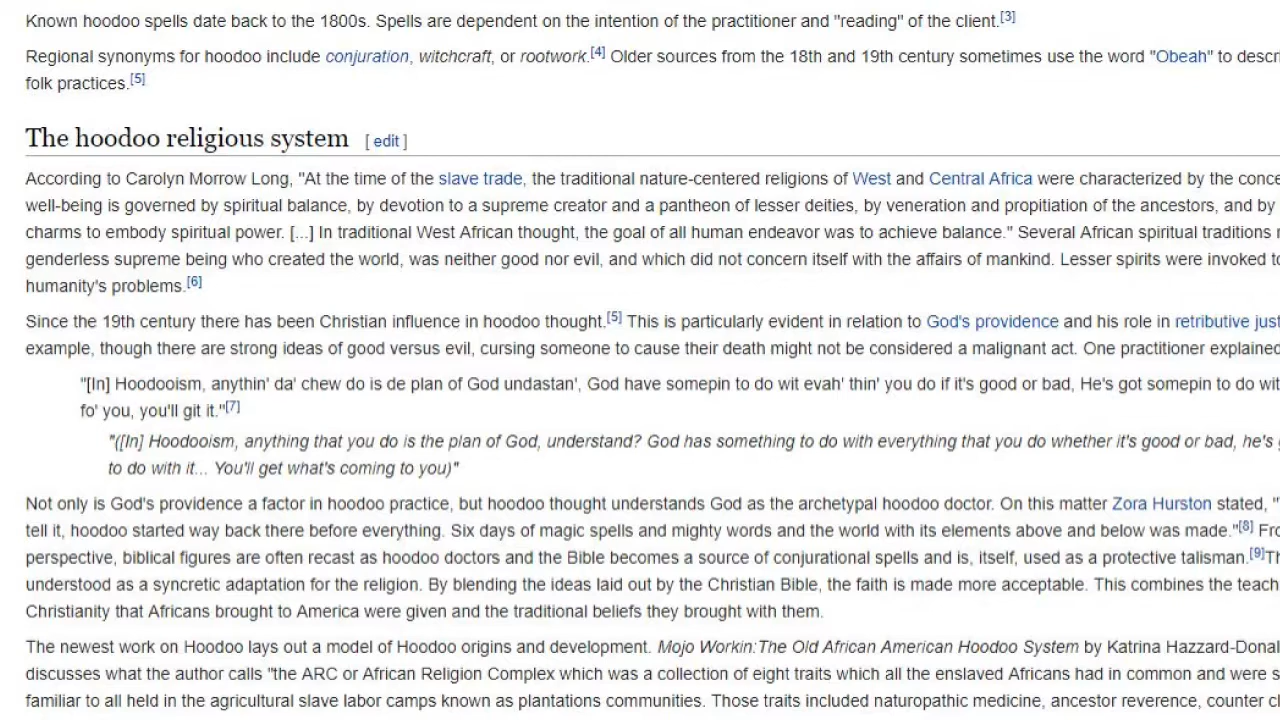 Known hoodoo spells date back to the 1800s. Spells are dependent on the intention of the practitioner and "reading" of the client.[3]
Regional synonyms for hoodoo include conjuration, witchcraft, or rootwork.[4] Older sources from the 18th and 19th century sometimes use the word "Obeah" to descr
folk practices.[5]
The hoodoo religious system [ edit ]
According to Carolyn Morrow Long, "At the time of the slave trade, the traditional nature-centered religions of West and Central Africa were characterized by the conce
well-being is governed by spiritual balance, by devotion to a supreme creator and a pantheon of lesser deities, by veneration and propitiation of the ancestors, and by
charms to embody spiritual power. [...] In traditional West African thought, the goal of all human endeavor was to achieve balance." Several African spiritual traditions
genderless supreme being who created the world, was neither good nor evil, and which did not concern itself with the affairs of mankind. Lesser spirits were invoked to
humanity's problems.[6]
Since the 19th century there has been Christian influence in hoodoo thought.[5] This is particularly evident in relation to God's providence and his role in retributive just
example, though there are strong ideas of good versus evil, cursing someone to cause their death might not be considered a malignant act. One practitioner explained
"[In] Hoodooism, anythin' da' chew do is de plan of God undastan', God have somepin to do wit evah' thin' you do if it's good or bad, He's got somepin to do wit
fo' you, you'll git it."[7]
"([In] Hoodooism, anything that you do is the plan of God, understand? God has something to do with everything that you do whether it's good or bad, he's
to do with it... You'll get what's coming to you)"
Not only is God's providence a factor in hoodoo practice, but hoodoo thought understands God as the archetypal hoodoo doctor. On this matter Zora Hurston stated, "
tell it, hoodoo started way back there before everything. Six days of magic spells and mighty words and the world with its elements above and below was made."[8] Fro
perspective, biblical figures are often recast as hoodoo doctors and the Bible becomes a source of conjurational spells and is, itself, used as a protective talisman.[9]Th
understood as a syncretic adaptation for the religion. By blending the ideas laid out by the Christian Bible, the faith is made more acceptable. This combines the teach
Christianity that Africans brought to America were given and the traditional beliefs they brought with them.
The newest work on Hoodoo lays out a model of Hoodoo origins and development. Mojo Workin:The Old African American Hoodoo System by Katrina Hazzard-Donal
discusses what the author calls "the ARC or African Religion Complex which was a collection of eight traits which all the enslaved Africans had in common and were s
familiar to all held in the agricultural slave labor camps known as plantations communities. Those traits included naturopathic medicine, ancestor reverence, counter c